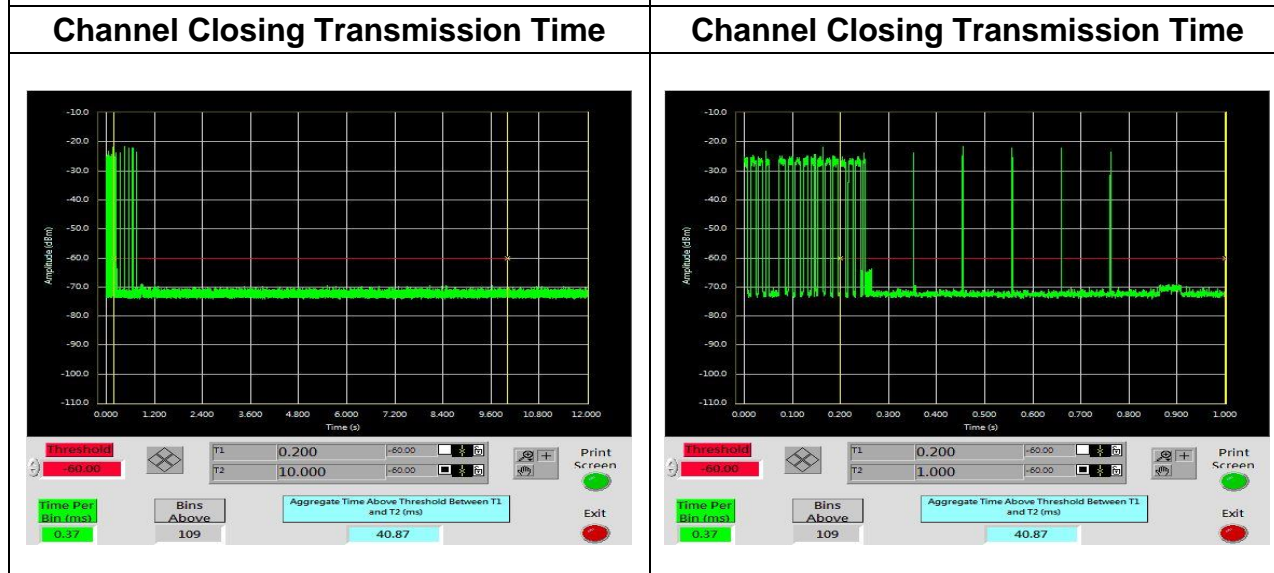 Channel Closing Transmission Time
-10.0
-20.0
-30.0
-40.0
-50.0
-60.0
-70.0
-80.0
-90.0
-100.0
-110.0
Amplitude (dBm)
0.000 1.200 2.400 3.600 4.800 6.000 7.200 8.400 9.600 10.800 12.000
Time (s)
Threshold
-60.00
T1 0.200 -60.00
T2 10.000 -60.00
Print
Screen
Time Per
Bin (ms)
0.37
Bins
Above
109
Aggregate Time Above Threshold Between T1
and T2 (ms)
40.87
Exit
Channel Closing Transmission Time
-10.0
-20.0
-30.0
-40.0
-50.0
-60.0
-70.0
-80.0
-90.0
-100.0
-110.0
Amplitude (dBm)
0.000 0.100 0.200 0.300 0.400 0.500 0.600 0.700 0.800 0.900 1.000
Time (s)
Threshold
-60.00
T1 0.200 -60.00
T2 1.000 -60.00
Print
Screen
Time Per
Bin (ms)
0.37
Bins
Above
109
Aggregate Time Above Threshold Between T1
and T2 (ms)
40.87
Exit